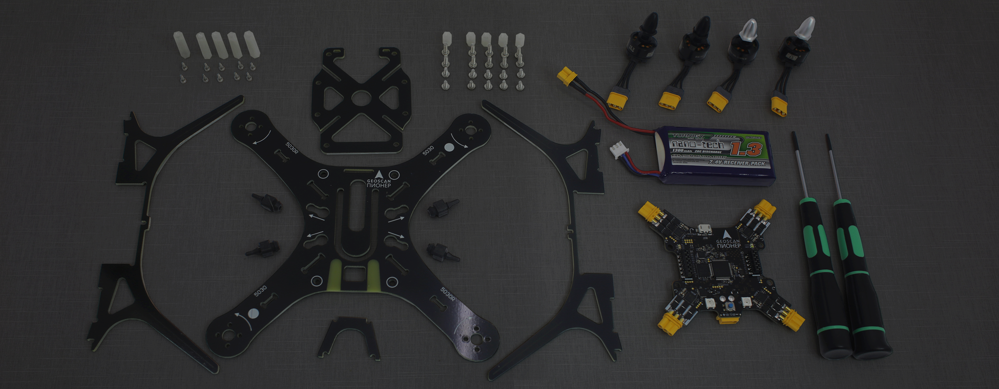 5030R
5030
GEOSCAN
ПИОНЕР
5030
5030R
TURNIGY
nano-tech
1.3
1300mAh 20C DISCHARGE
7.4V RECEIVER PACK
GEOSCAN
ПИОНЕР